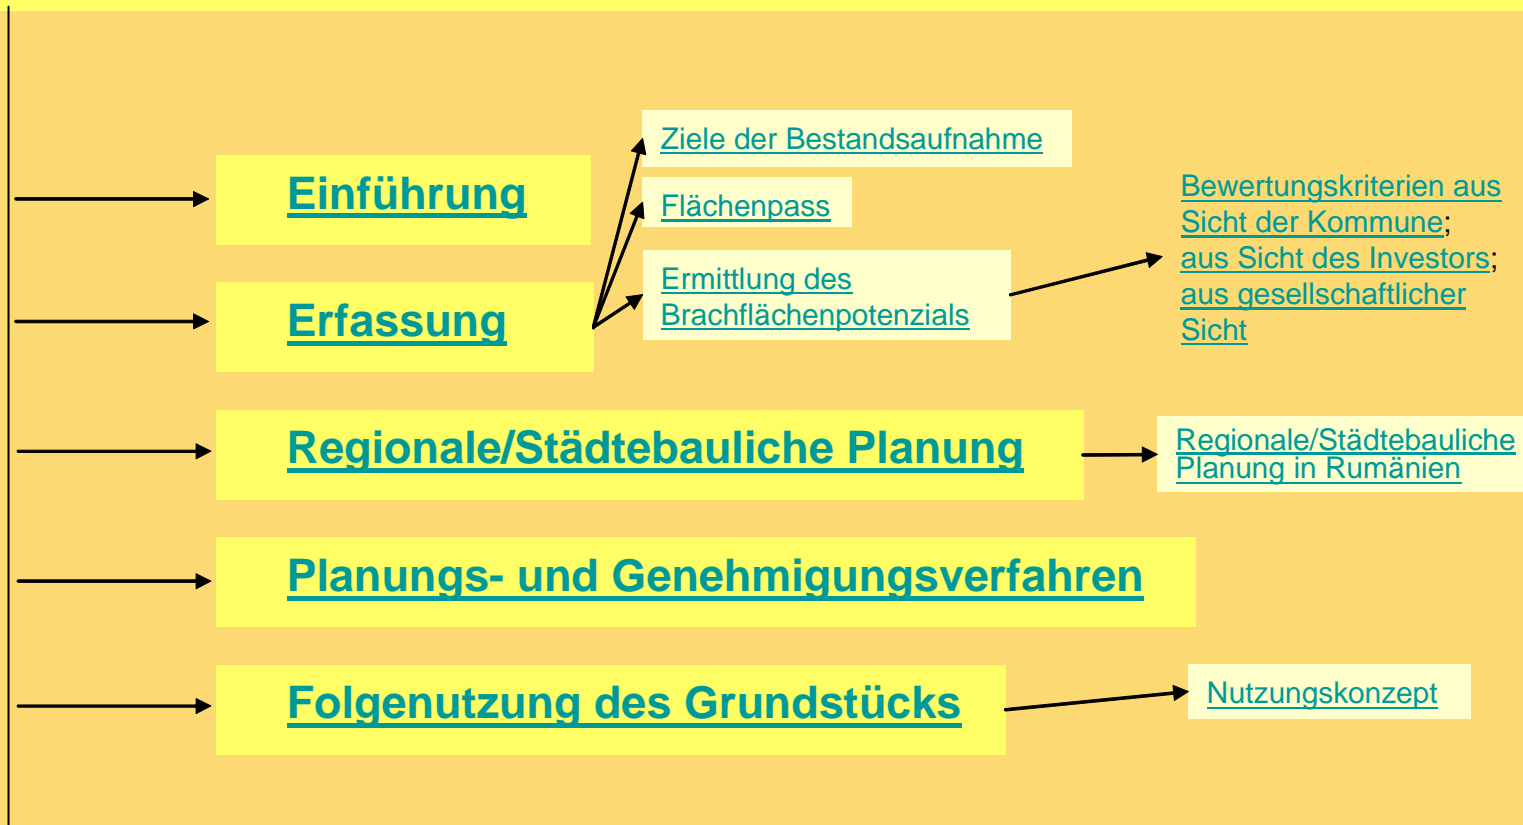 Einführung
Erfassung
Ziele der Bestandsaufnahme
Flächenpass
Ermittlung des
Brachflächenpotenzials
Bewertungskriterien aus
Sicht der Kommune;
aus Sicht des Investors;
aus gesellschaftlicher
Sicht
Regionale/Städtebauliche Planung
Regionale/Städtebauliche
Planung in Rumänien
Planungs- und Genehmigungsverfahren
Folgenutzung des Grundstücks
Nutzungskonzept